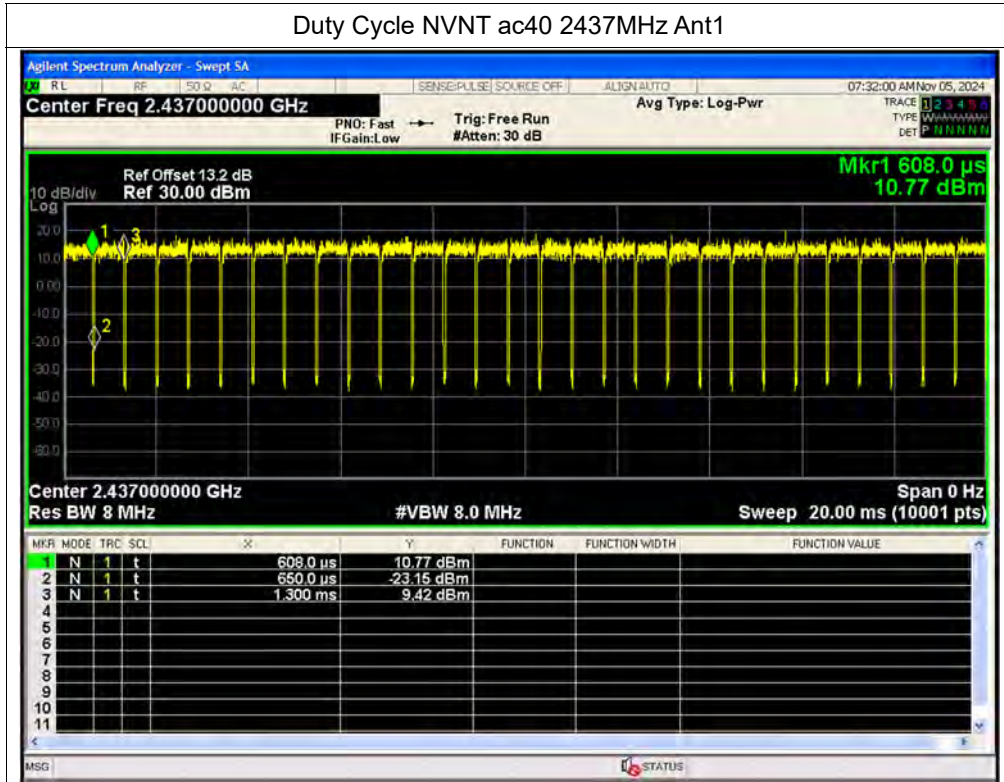 Duty Cycle NVNT ac40 2437MHz Ant1
Agilent Spectrum Analyzer - Swept SA
LXI RL RF 50 Ω AC SENSE:PULSE SOURCE OFF ALIGN AUTO 07:32:00 AM Nov 05, 2024
Center Freq 2.437000000 GHz Avg Type: Log-Pwr TRACE 1 2 3 4 5 6
PNO: Fast Trig: Free Run TYPE W
IFGain:Low #Atten: 30 dB DET P N N N N N
Mkr1 608.0 µs
Ref Offset 13.2 dB 10.77 dBm
10 dB/div Ref 30.00 dBm
Log
20.0
1 3
10.0
0.00
-10.0
2
-20.0
-30.0
-40.0
-50.0
-60.0
Center 2.437000000 GHz Span 0 Hz
Res BW 8 MHz #VBW 8.0 MHz Sweep 20.00 ms (10001 pts)
MKR MODE TRC SCL X Y FUNCTION FUNCTION WIDTH FUNCTION VALUE
1 N 1 t 608.0 µs 10.77 dBm
2 N 1 t 650.0 µs -23.15 dBm
3 N 1 t 1.300 ms 9.42 dBm
4
5
6
7
8
9
10
11
MSG STATUS